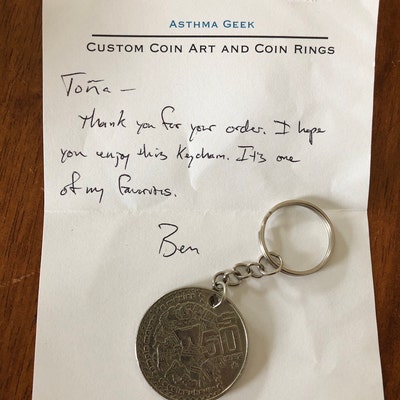 ASTHMA GEEK
CUSTOM COIN ART AND COIN RINGS
Toña —
Thank you for your order. I hope
you enjoy this keychain. It's one
of my favorites.
Ben
$50